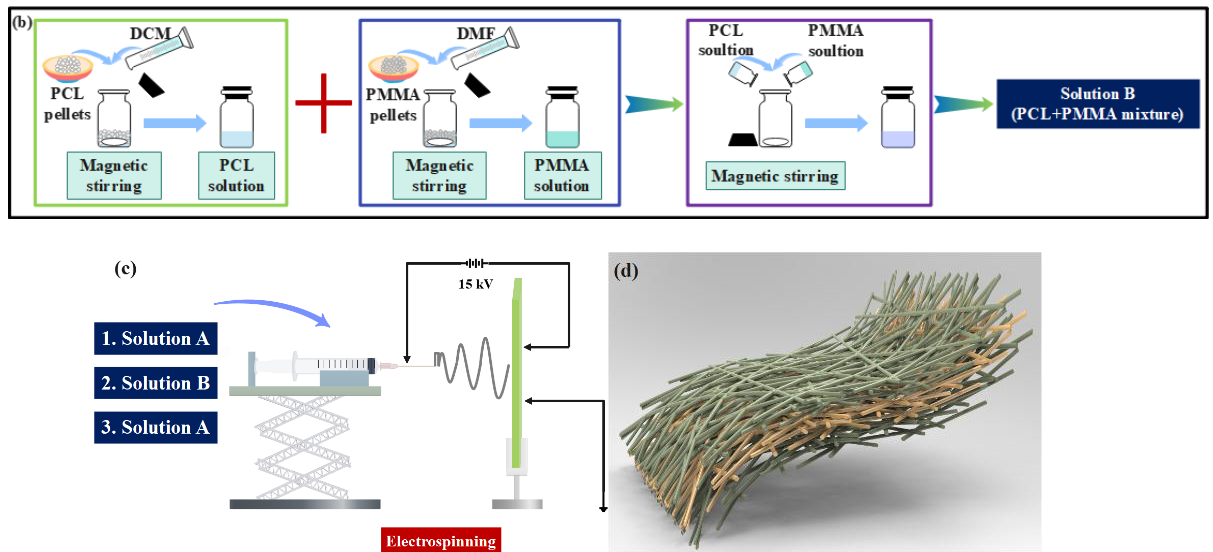 (b)
DCM
PCL
pellets
Magnetic
stirring
PCL
solution
DMF
PMMA
pellets
Magnetic
stirring
PMMA
solution
PCL
soultion
PMMA
soultion
Magnetic stirring
Solution B
(PCL+PMMA mixture)
(c)
15 kV
1. Solution A
2. Solution B
3. Solution A
Electrospinning
(d)